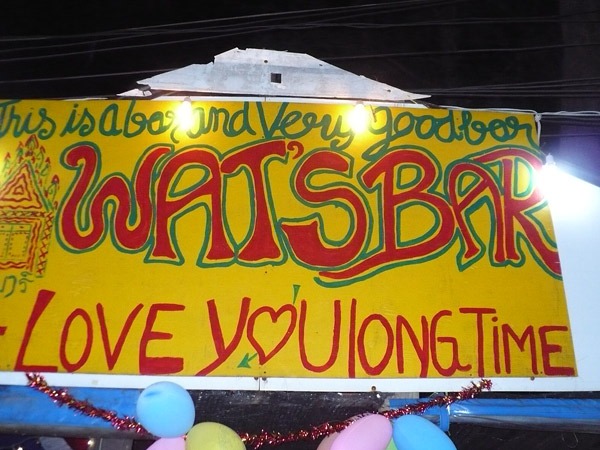 This is a bar and Very good bar
WAT'S BAR
LOVE YOU LONG TIME